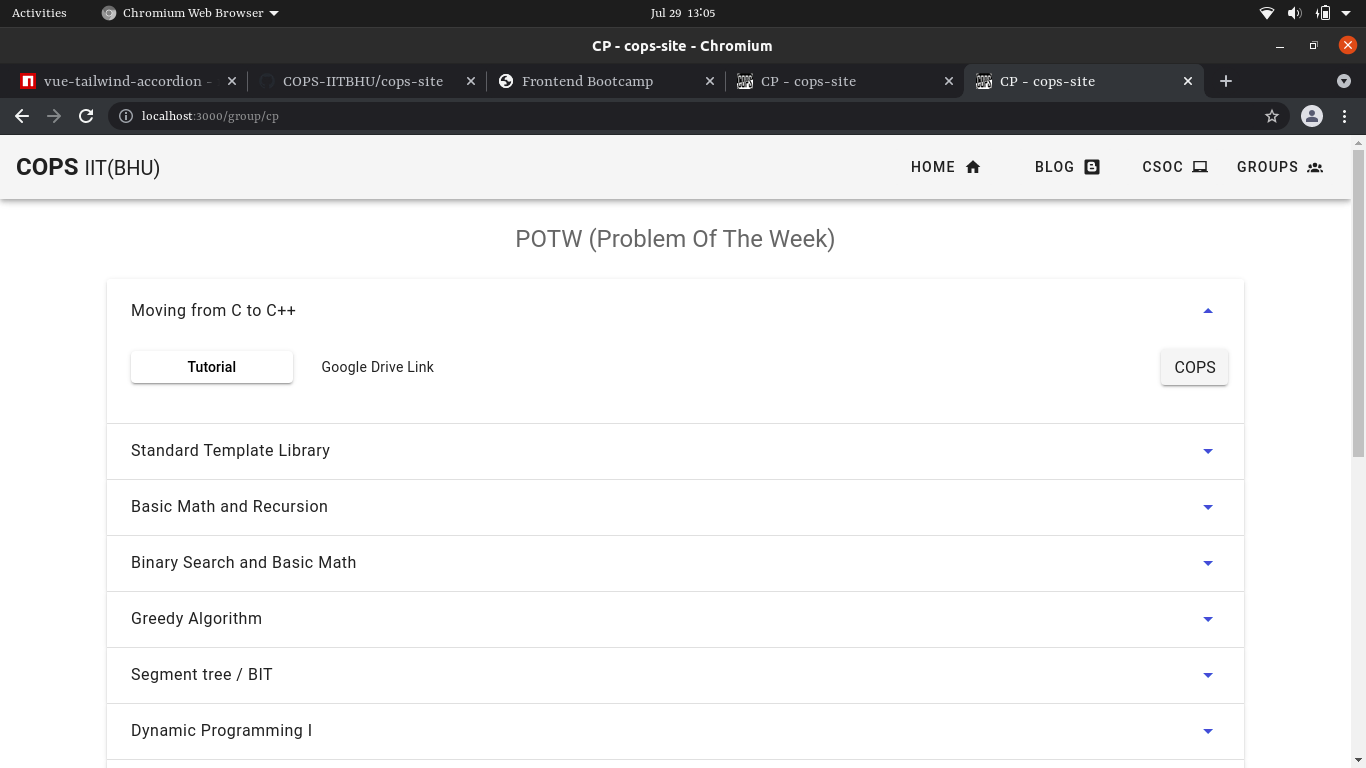 Activities Chromium Web Browser Jul 29 13:05
CP - cops-site - Chromium
vue-tailwind-accordion - COPS-IITBHU/cops-site Frontend Bootcamp CP - cops-site CP - cops-site
localhost:3000/group/cp
COPS IIT(BHU) HOME BLOG CSOC GROUPS
POTW (Problem Of The Week)
Moving from C to C++
Tutorial Google Drive Link COPS
Standard Template Library
Basic Math and Recursion
Binary Search and Basic Math
Greedy Algorithm
Segment tree / BIT
Dynamic Programming I